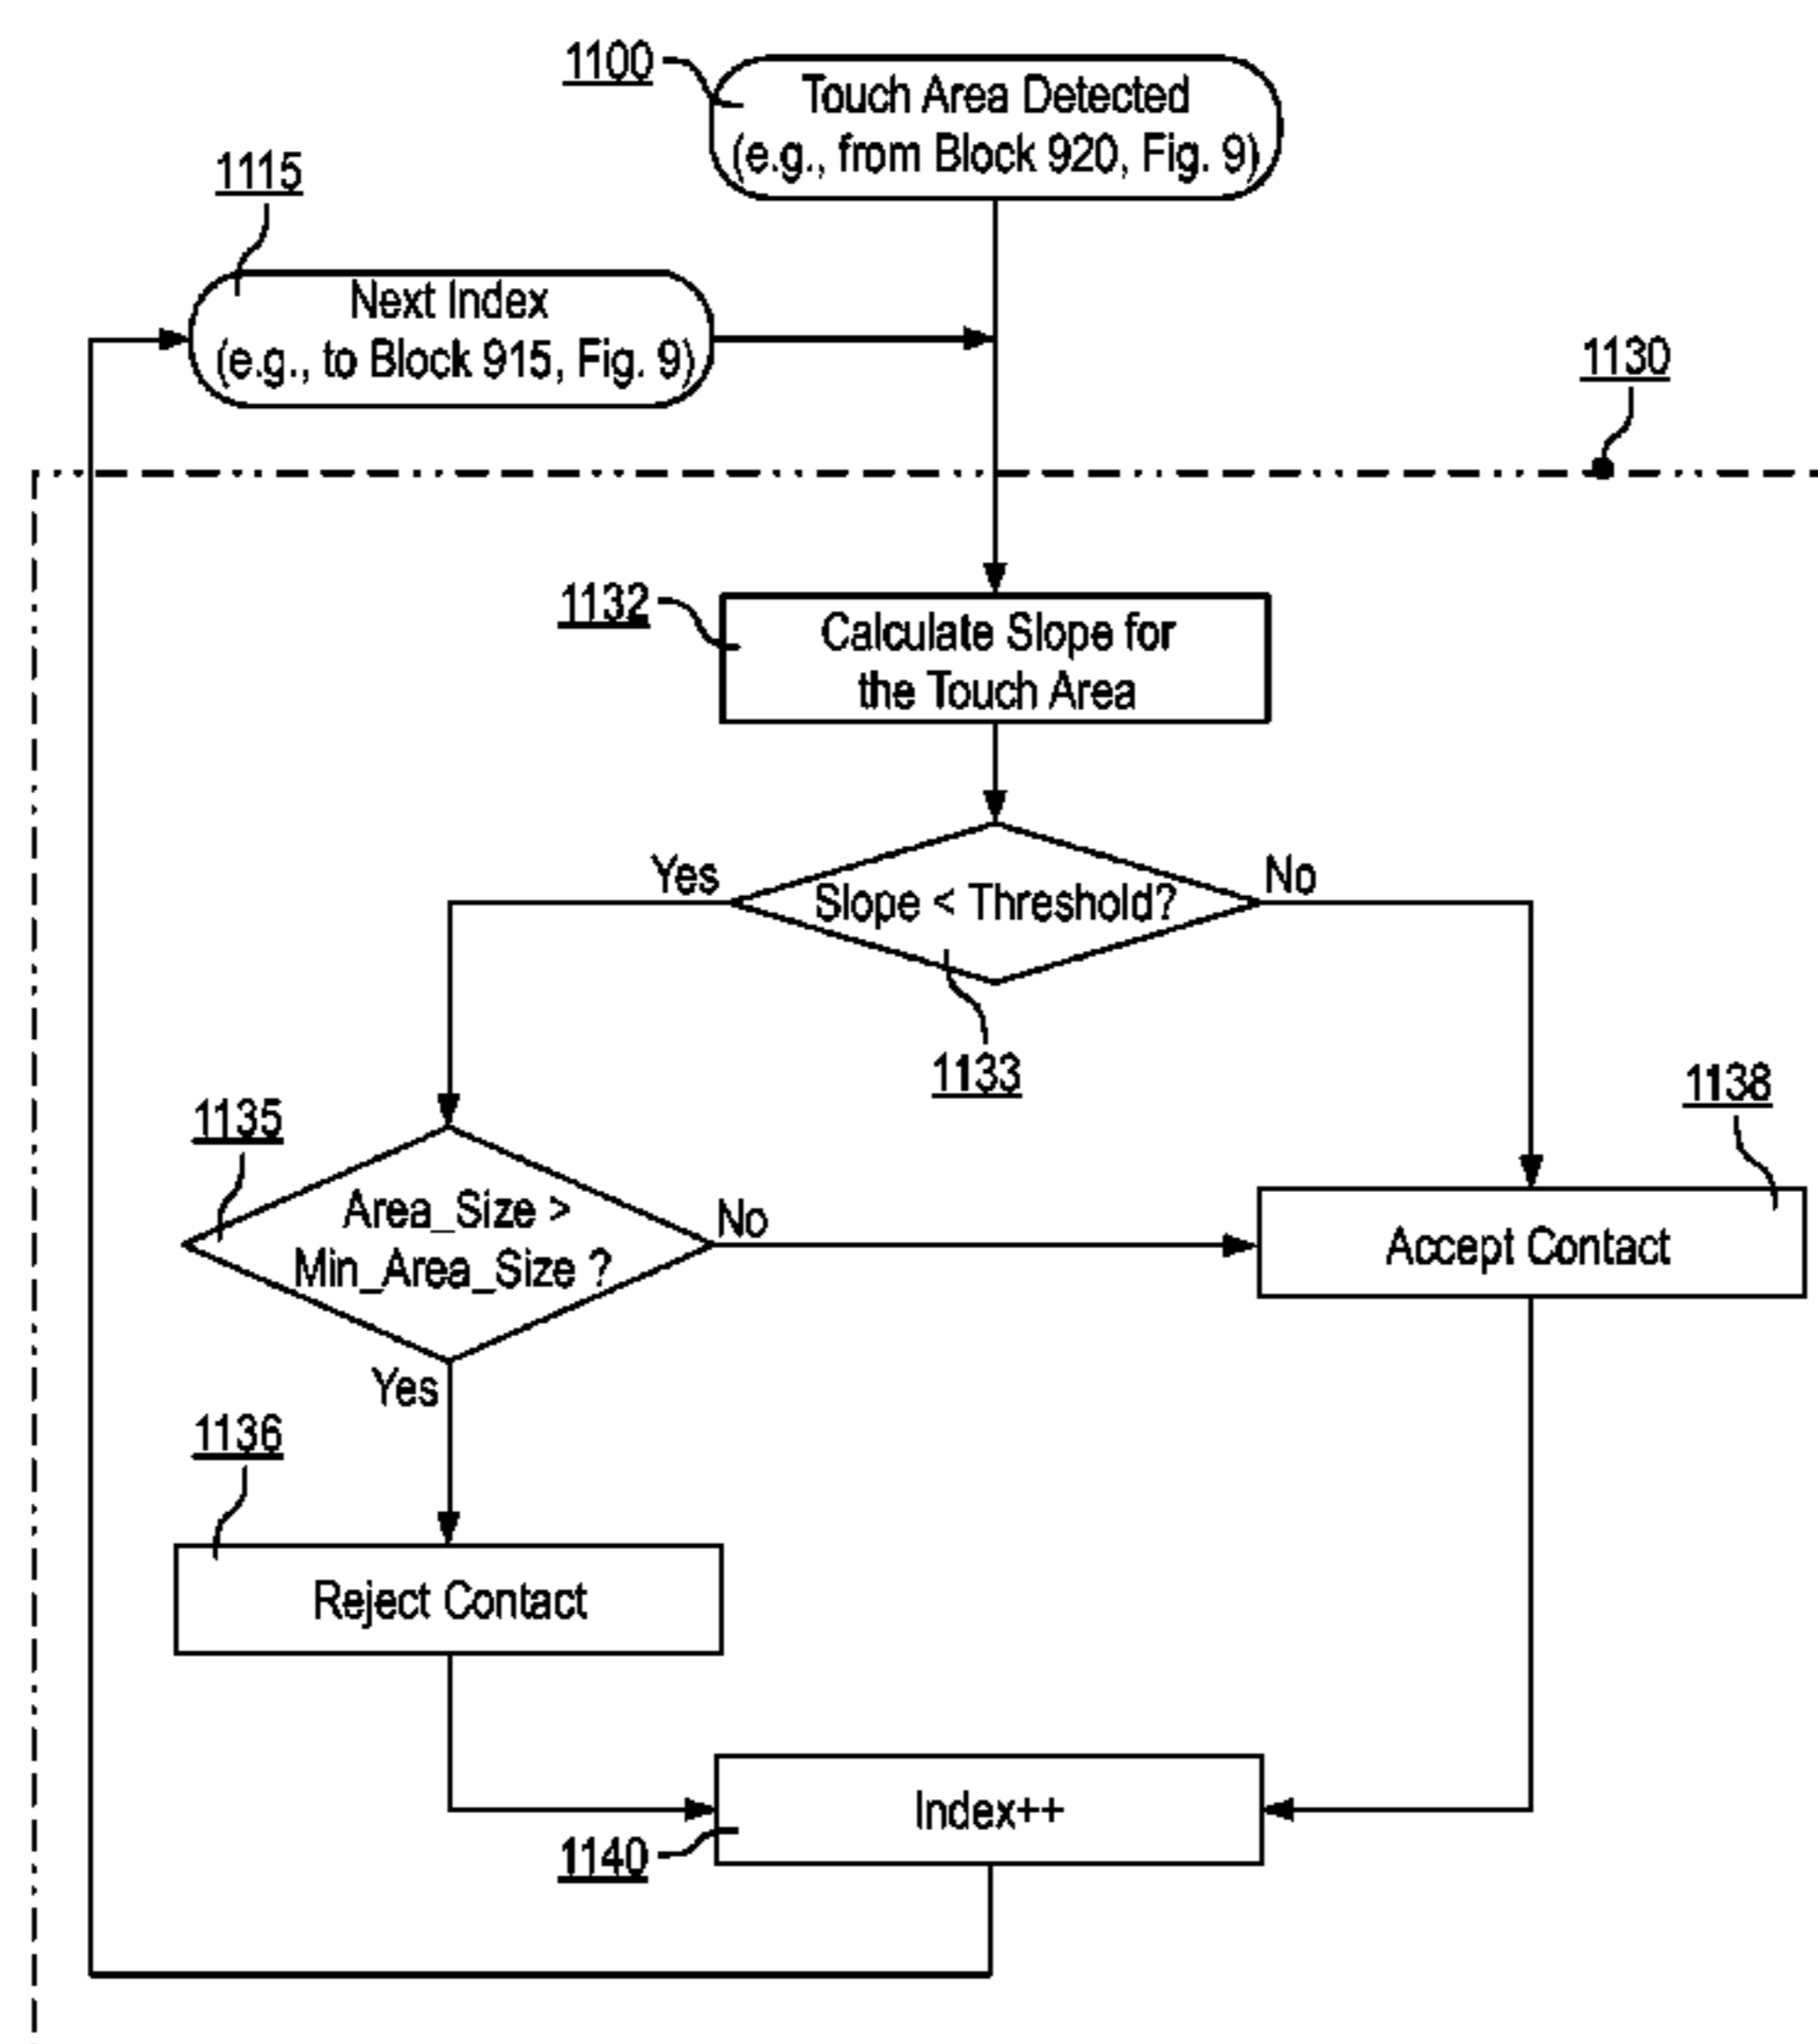 1100
Touch Area Detected
(e.g., from Block 920, Fig. 9)
1115
Next Index
(e.g., to Block 915, Fig. 9)
1130
1132
Calculate Slope for
the Touch Area
Yes
Slope < Threshold?
No
1133
1138
1135
Area_Size >
Min_Area_Size ?
No
Accept Contact
Yes
1136
Reject Contact
Index++
1140